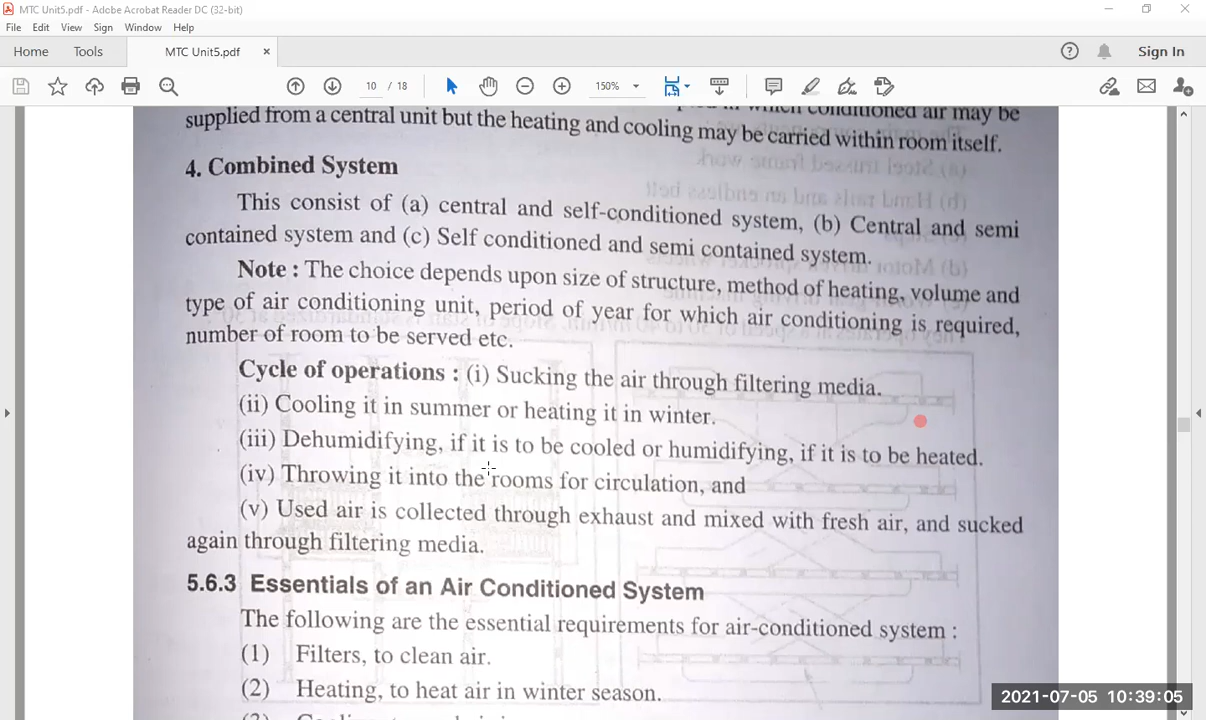 MTC Unit5.pdf - Adobe Acrobat Reader DC (32-bit)
File Edit View Sign Window Help
Home Tools MTC Unit5.pdf × Sign In
10 / 18 150%
which conditioned air may be
supplied from a central unit but the heating and cooling may be carried within room itself.
4. Combined System
This consist of (a) central and self-conditioned system, (b) Central and semi
contained system and (c) Self conditioned and semi contained system.
Note : The choice depends upon size of structure, method of heating, volume and
type of air conditioning unit, period of year for which air conditioning is required,
number of room to be served etc.
Cycle of operations : (i) Sucking the air through filtering media.
(ii) Cooling it in summer or heating it in winter.
(iii) Dehumidifying, if it is to be cooled or humidifying, if it is to be heated.
(iv) Throwing it into the rooms for circulation, and
(v) Used air is collected through exhaust and mixed with fresh air, and sucked
again through filtering media.
5.6.3 Essentials of an Air Conditioned System
The following are the essential requirements for air-conditioned system :
(1) Filters, to clean air.
(2) Heating, to heat air in winter season.
2021-07-05 10:39:05